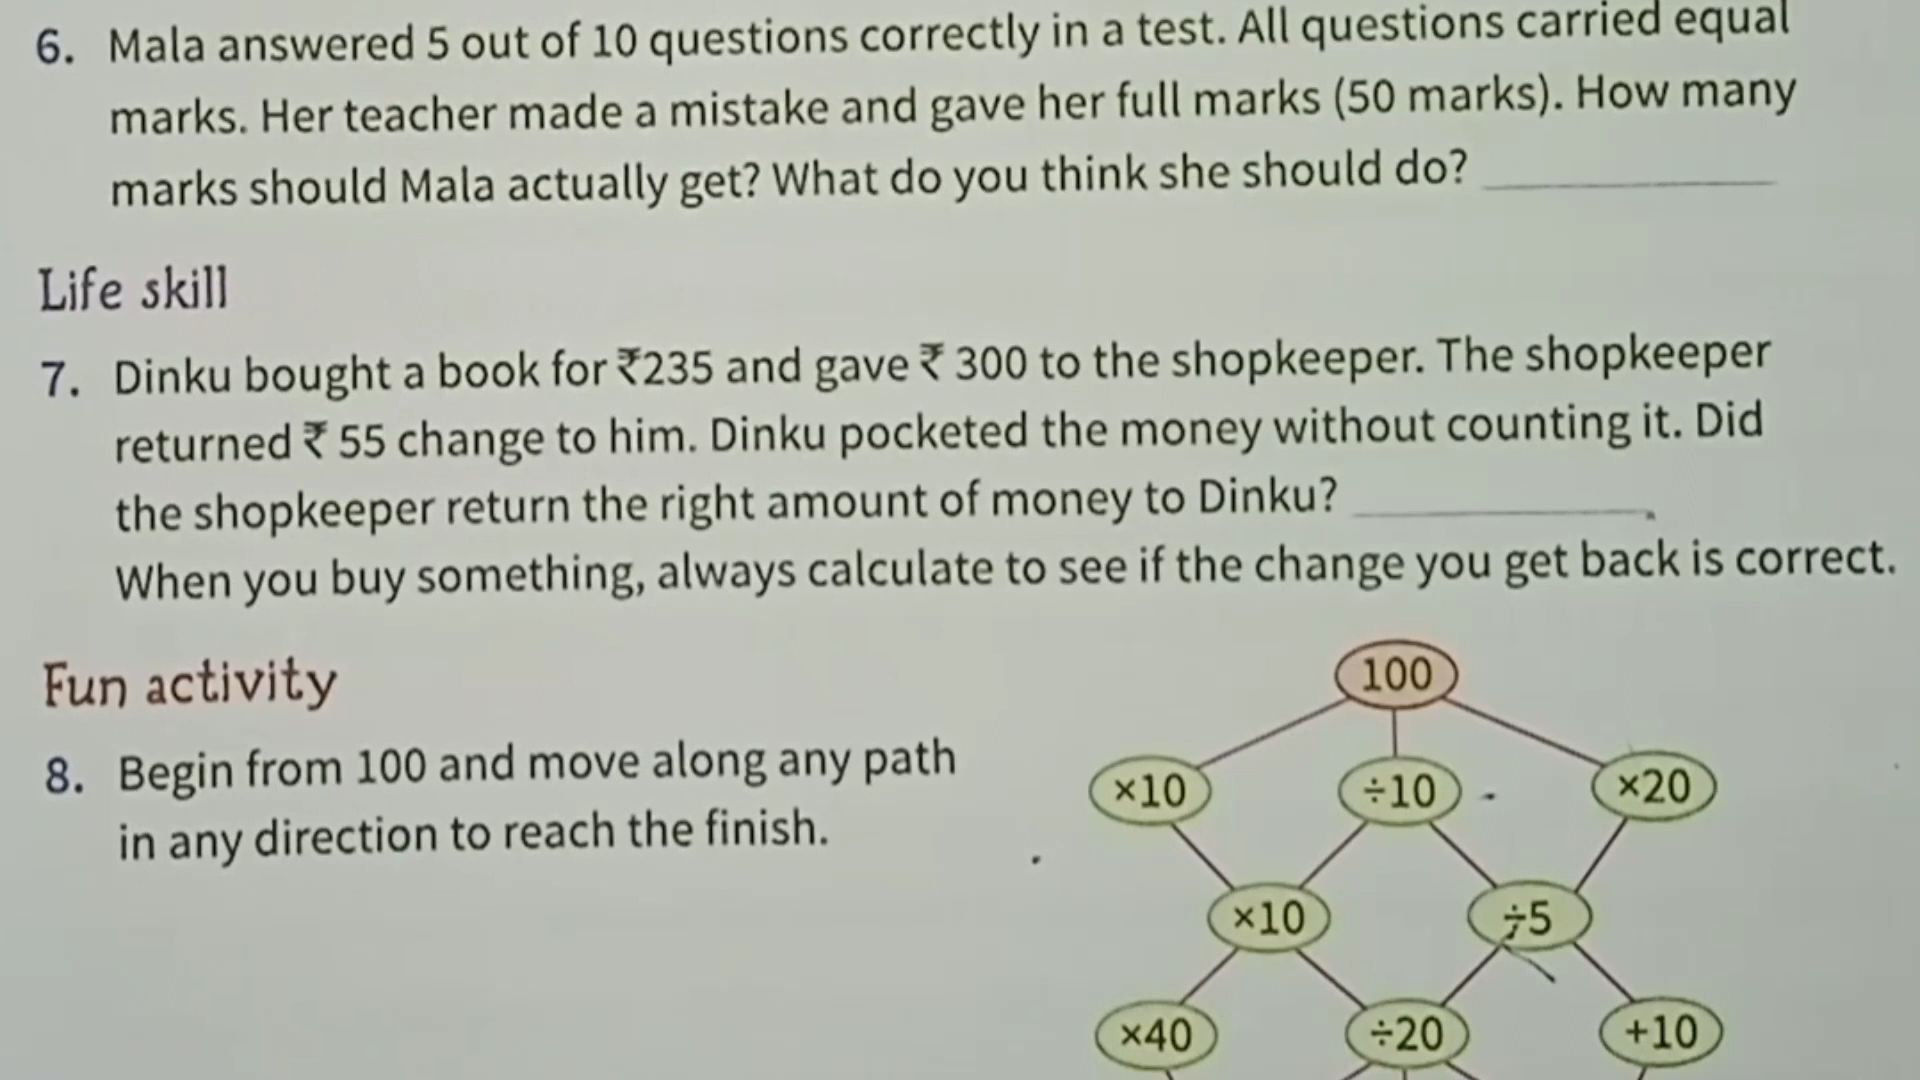 6. Mala answered 5 out of 10 questions correctly in a test. All questions carried equal
marks. Her teacher made a mistake and gave her full marks (50 marks). How many
marks should Mala actually get? What do you think she should do?
Life skill
7. Dinku bought a book for ₹235 and gave ₹ 300 to the shopkeeper. The shopkeeper
returned ₹ 55 change to him. Dinku pocketed the money without counting it. Did
the shopkeeper return the right amount of money to Dinku?
When you buy something, always calculate to see if the change you get back is correct.
Fun activity
8. Begin from 100 and move along any path
in any direction to reach the finish.
100
×10 ÷10 ×20
×10 ÷5
×40 ÷20 +10